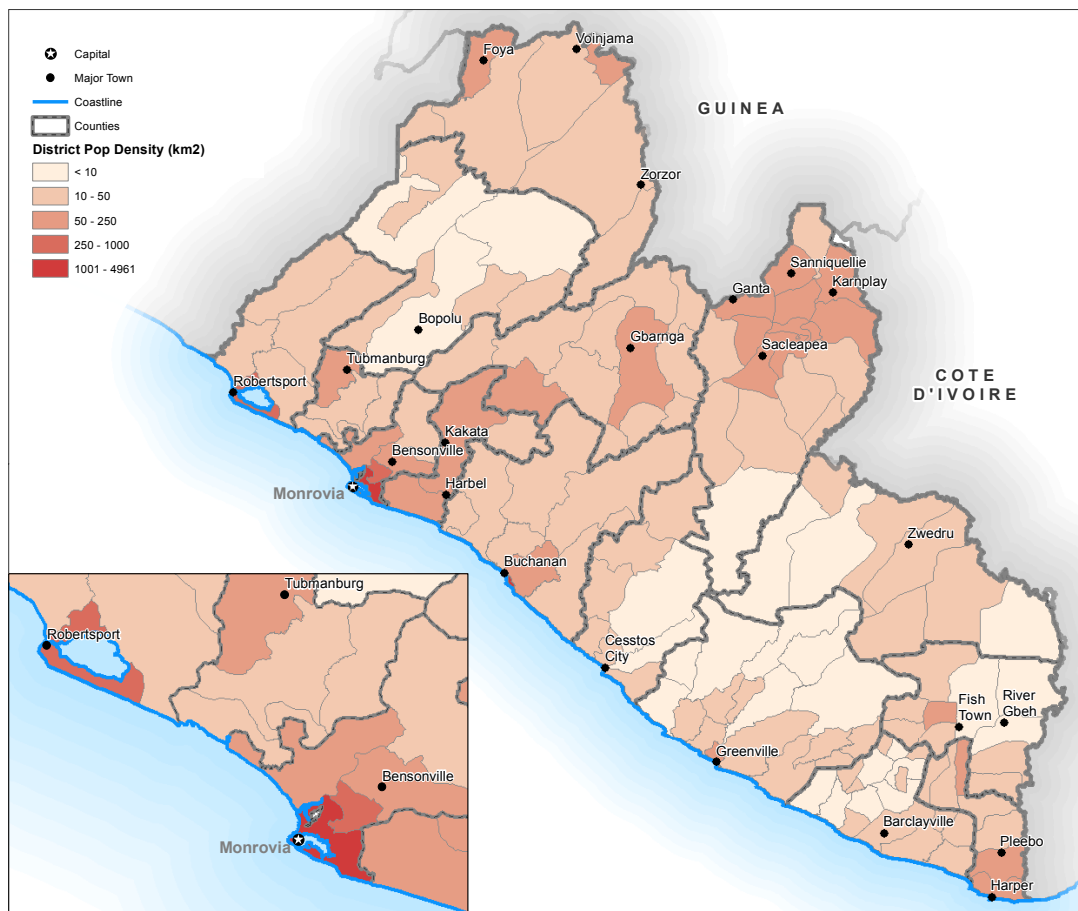 Capital
Major Town
Coastline
Counties
District Pop Density (km2)
< 10
10 - 50
50 - 250
250 - 1000
1001 - 4961
Foya
Voinjama
GUINEA
Zorzor
Sanniquellie
Karnplay
Ganta
Bopolu
Gbarnga
Sacleapea
Tubmanburg
COTE
D'IVOIRE
Robertsport
Kakata
Bensonville
Monrovia
Harbel
Zwedru
Buchanan
Cesstos
City
Fish
Town
River
Gbeh
Greenville
Barclayville
Pleebo
Harper
Tubmanburg
Robertsport
Bensonville
Monrovia